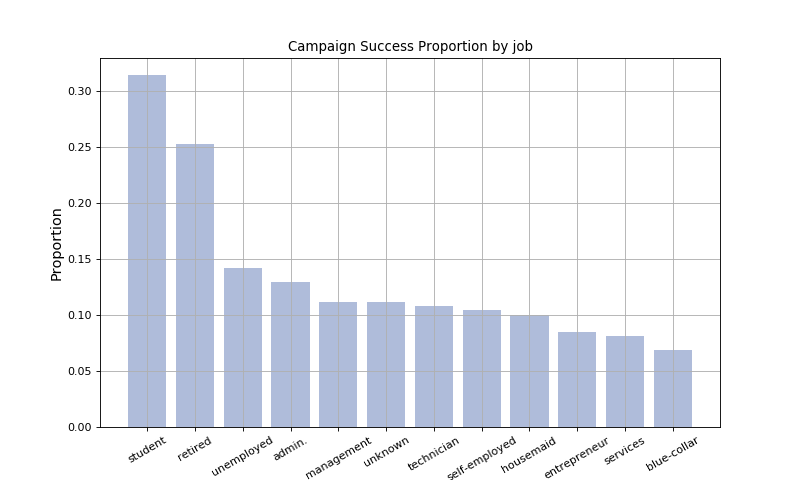 Campaign Success Proportion by job
Proportion
0.30
0.25
0.20
0.15
0.10
0.05
0.00
student
retired
unemployed
admin.
management
unknown
technician
self-employed
housemaid
entrepreneur
services
blue-collar